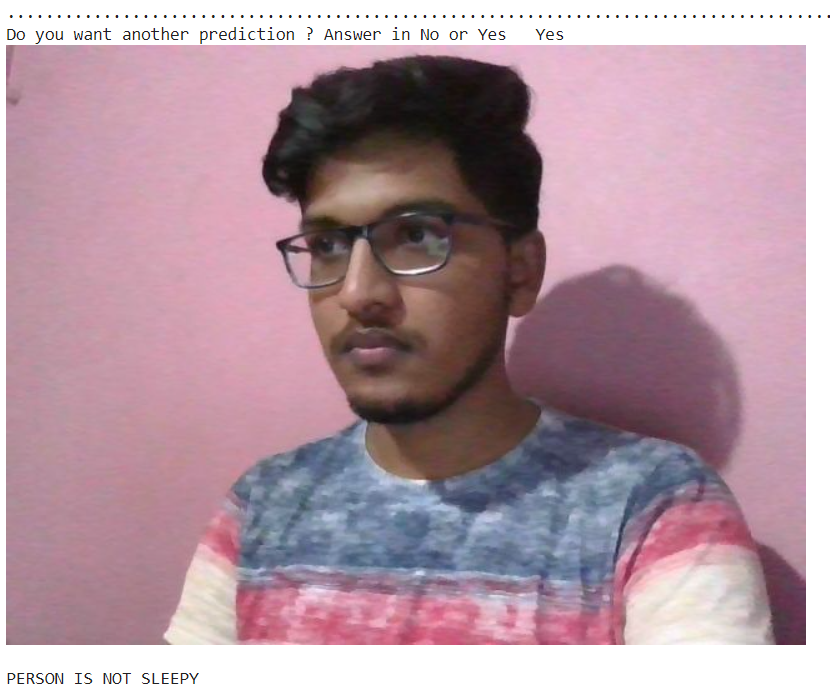 ................................................................................
Do you want another prediction ? Answer in No or Yes   Yes
PERSON IS NOT SLEEPY